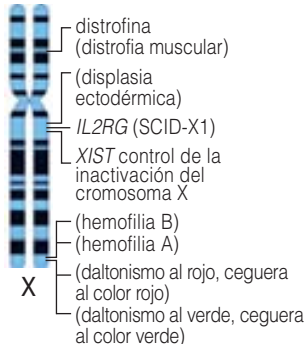 distrofina
(distrofia muscular)
(displasia
ectodérmica)
IL2RG (SCID-X1)
XIST control de la
inactivación del
cromosoma X
(hemofilia B)
(hemofilia A)
(daltonismo al rojo, ceguera
al color rojo)
(daltonismo al verde, ceguera
al color verde)
X